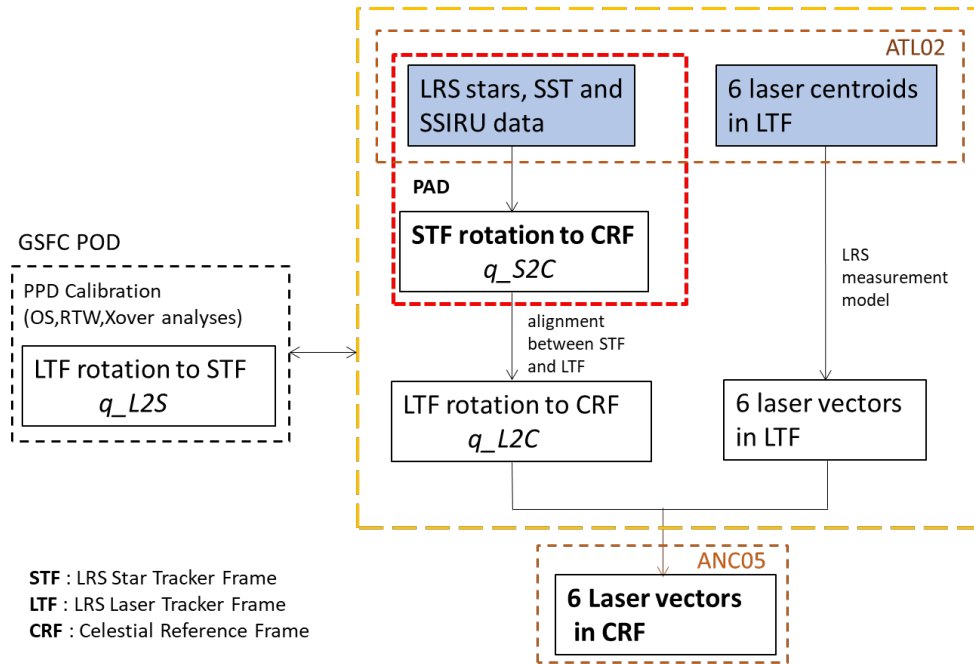 ATL02
LRS stars, SST and
SSIRU data
6 laser centroids
in LTF
PAD
STF rotation to CRF
q_S2C
LRS
measurement
model
GSFC POD
PPD Calibration
(OS,RTW,Xover analyses)
LTF rotation to STF
q_L2S
alignment
between STF
and LTF
LTF rotation to CRF
q_L2C
6 laser vectors
in LTF
ANC05
6 Laser vectors
in CRF
STF : LRS Star Tracker Frame
LTF : LRS Laser Tracker Frame
CRF : Celestial Reference Frame